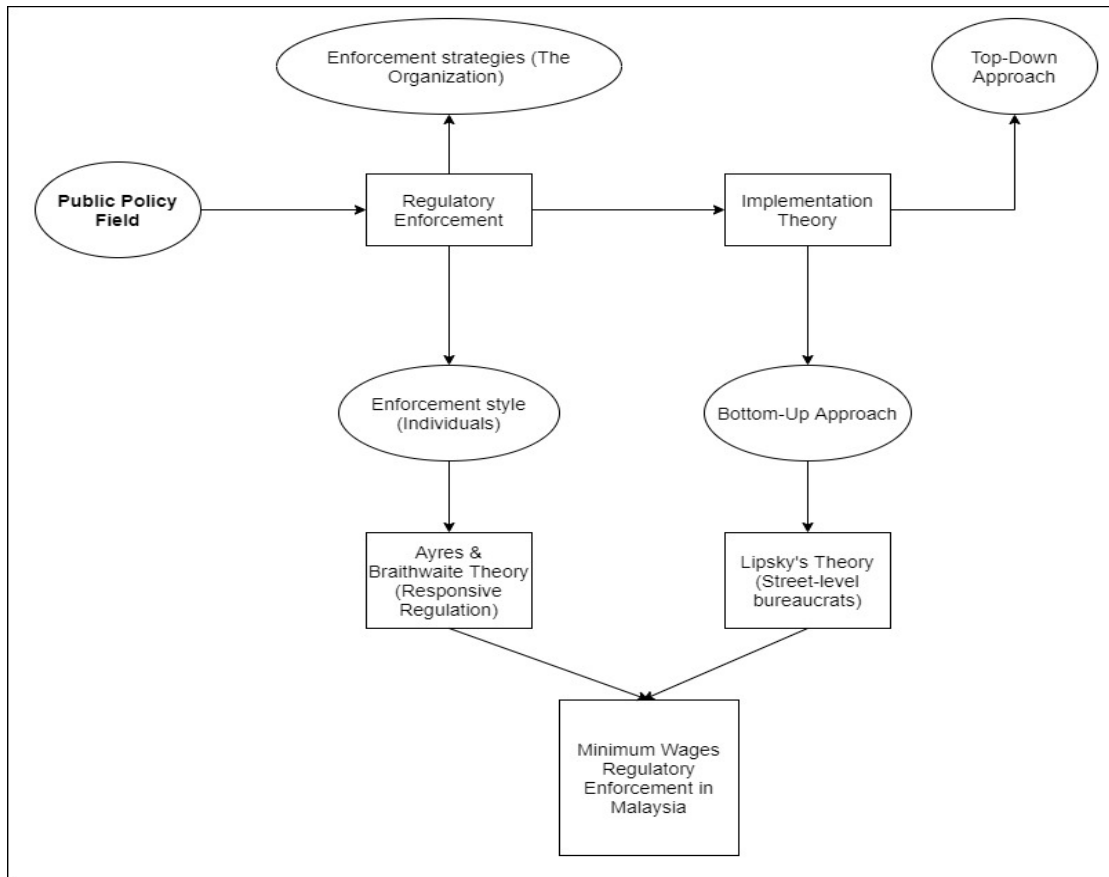 Enforcement strategies (The
Organization)
Top-Down
Approach
Public Policy
Field
Regulatory
Enforcement
Implementation
Theory
Enforcement style
(Individuals)
Bottom-Up Approach
Ayres &
Braithwaite Theory
(Responsive
Regulation)
Lipsky's Theory
(Street-level
bureaucrats)
Minimum Wages
Regulatory
Enforcement in
Malaysia